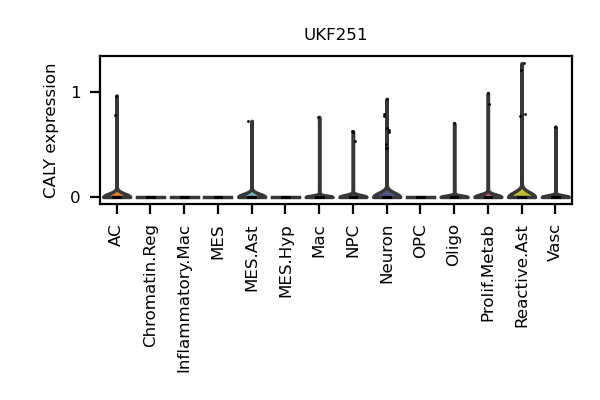 UKF251
CALY expression
1
0
AC
Chromatin.Reg
Inflammatory.Mac
MES
MES.Ast
MES.Hyp
Mac
NPC
Neuron
OPC
Oligo
Prolif.Metab
Reactive.Ast
Vasc